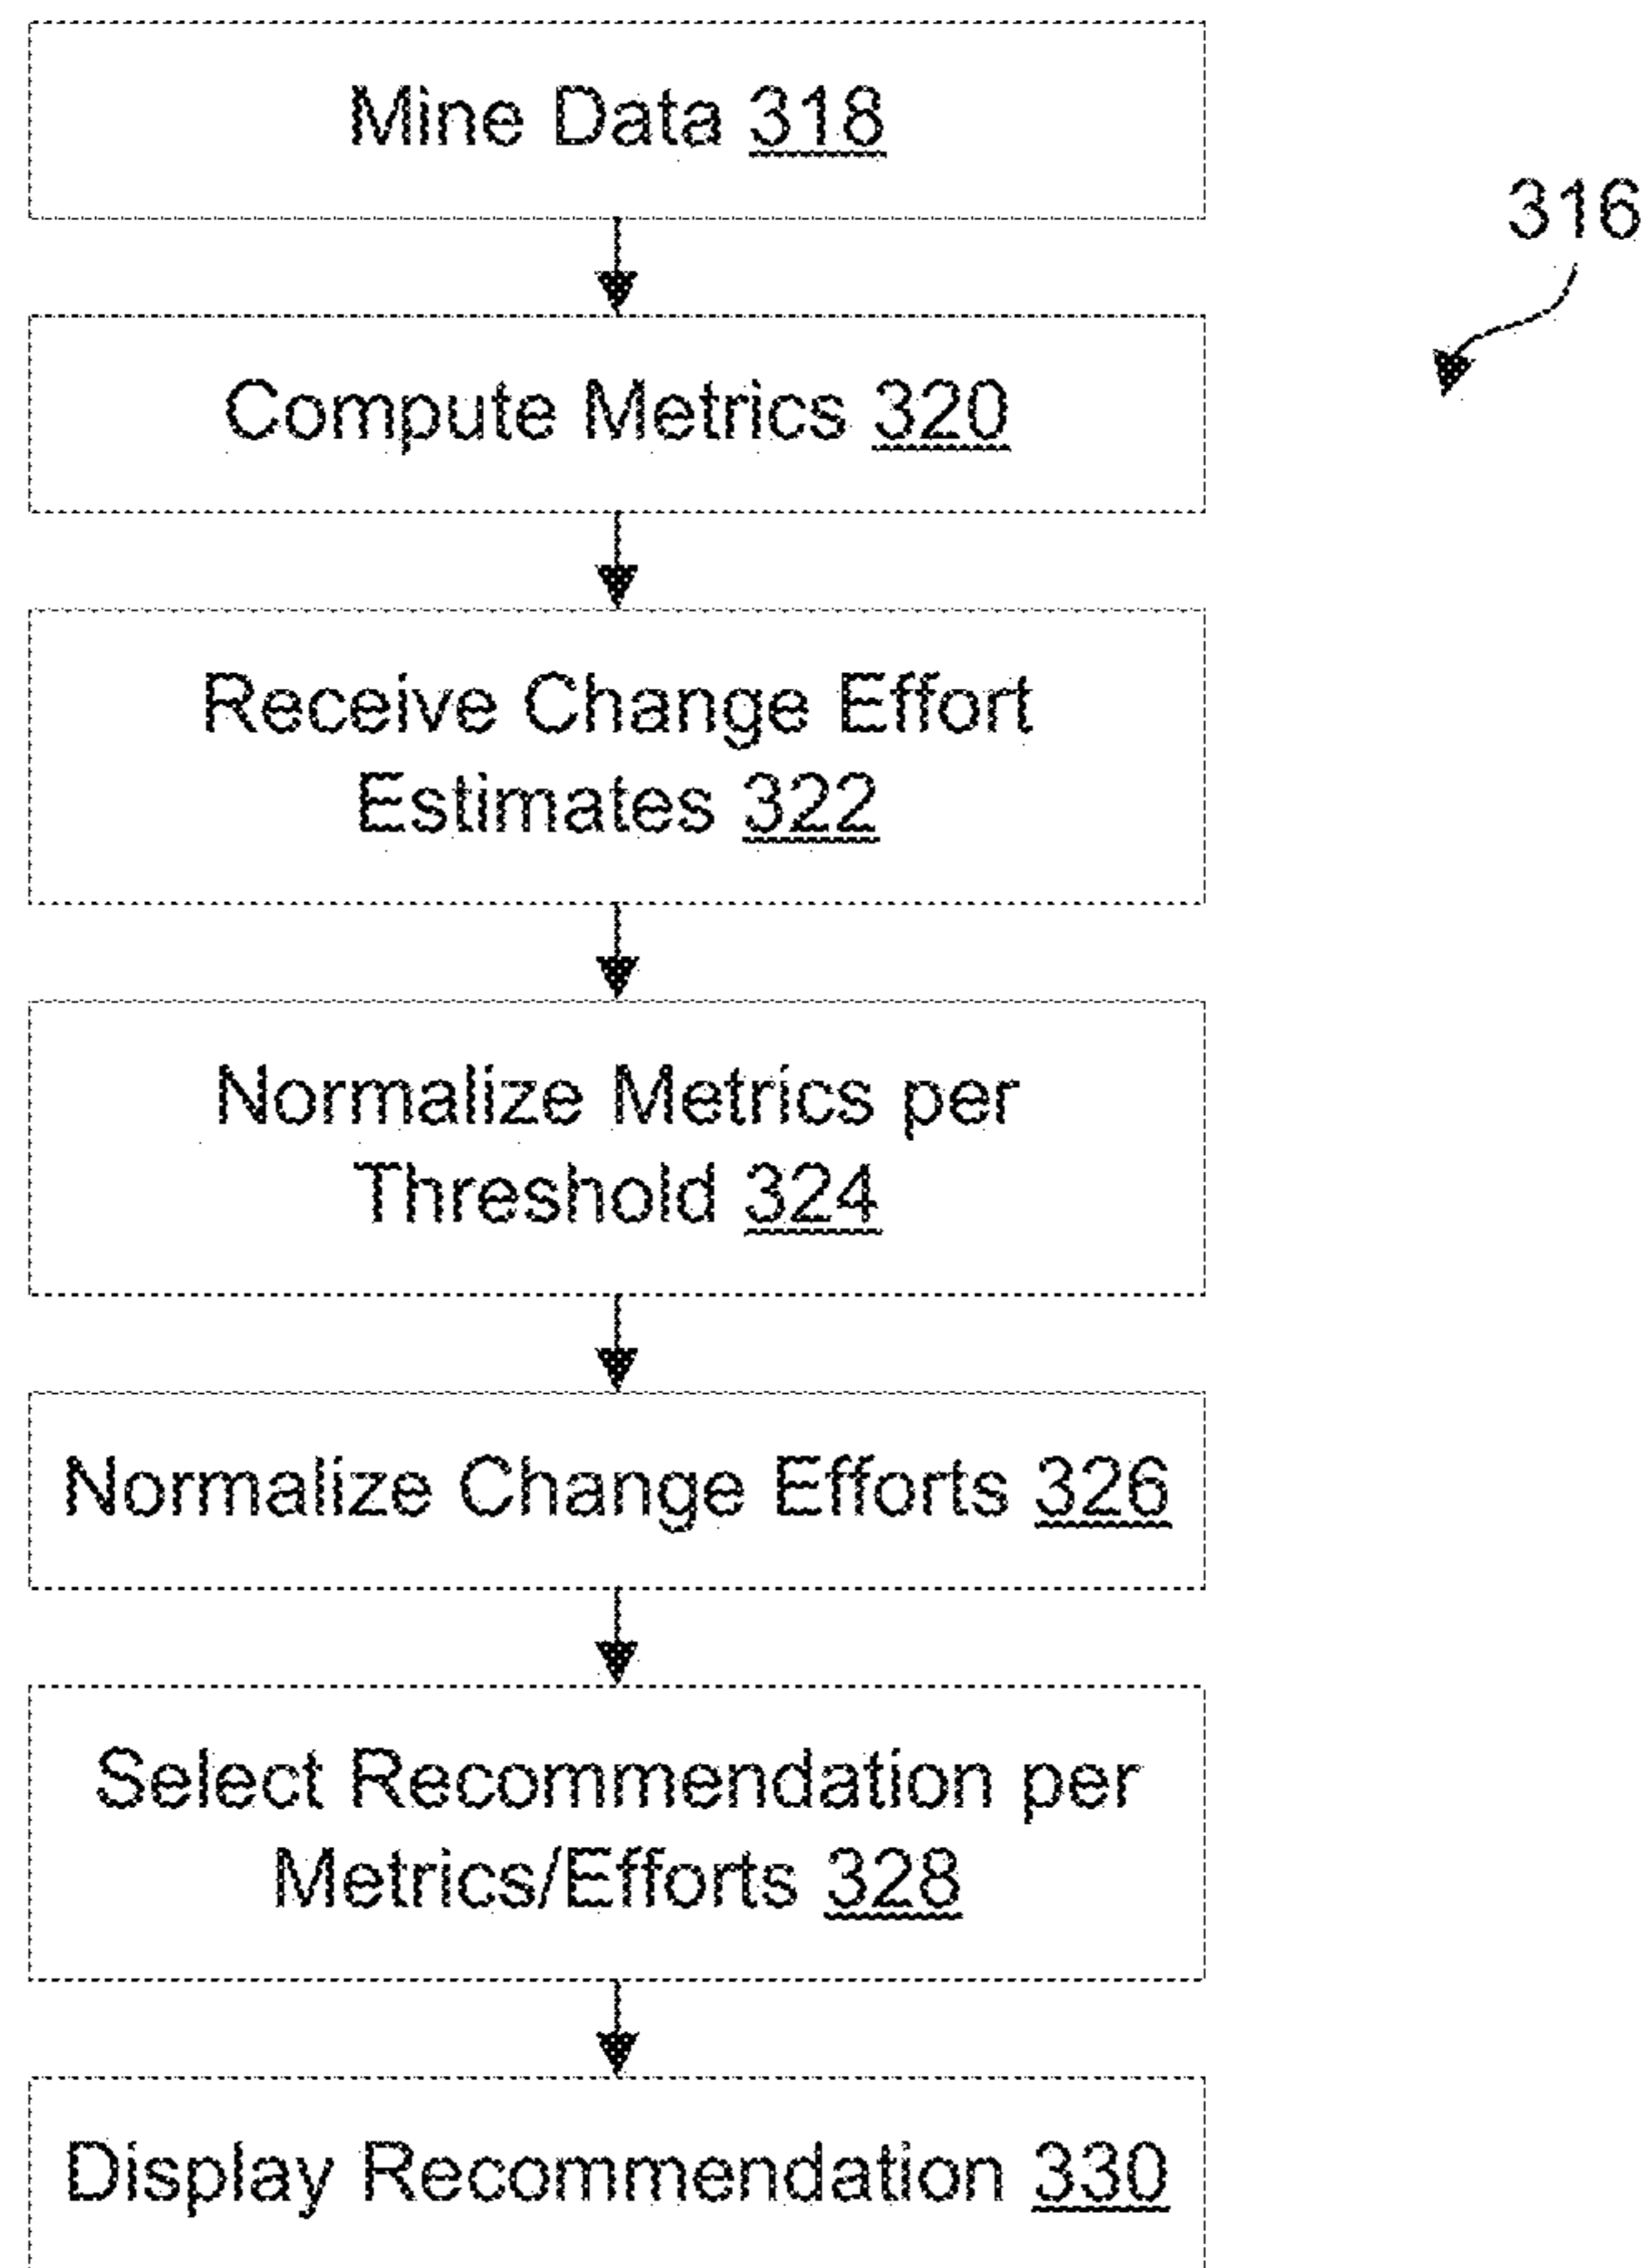 Mine Data 318
316
Compute Metrics 320
Receive Change Effort
Estimates 322
Normalize Metrics per
Threshold 324
Normalize Change Efforts 326
Select Recommendation per
Metrics/Efforts 328
Display Recommendation 330